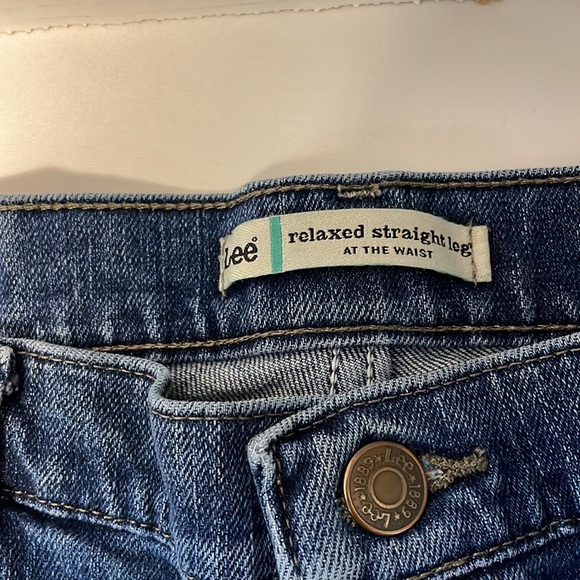 Lee®
relaxed straight leg
AT THE WAIST
Lee 1889 Lee 1889